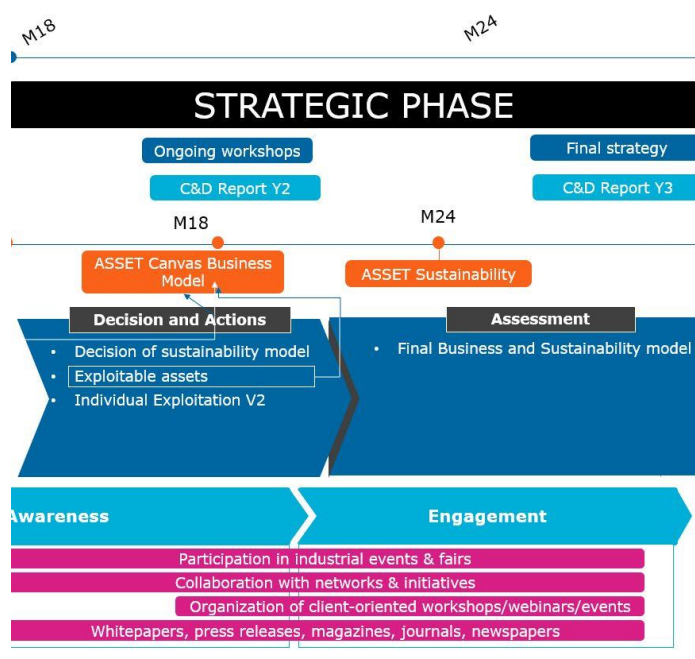 M18
M24
STRATEGIC PHASE
Ongoing workshops
Final strategy
C&D Report Y2
C&D Report Y3
M18
M24
ASSET Canvas Business
Model
ASSET Sustainability
Decision and Actions
Assessment
• Decision of sustainability model
• Exploitable assets
• Individual Exploitation V2
• Final Business and Sustainability model
Awareness
Engagement
Participation in industrial events & fairs
Collaboration with networks & initiatives
Organization of client-oriented workshops/webinars/events
Whitepapers, press releases, magazines, journals, newspapers